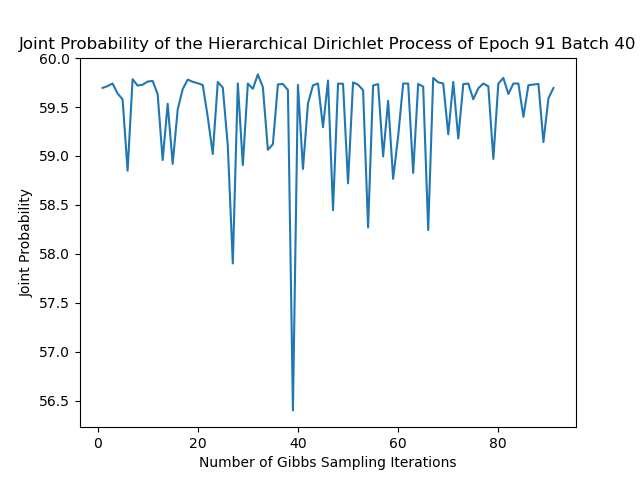 Joint Probability of the Hierarchical Dirichlet Process of Epoch 91 Batch 40
60.0
59.5
59.0
58.5
58.0
57.5
57.0
56.5
Joint Probability
0 20 40 60 80
Number of Gibbs Sampling Iterations